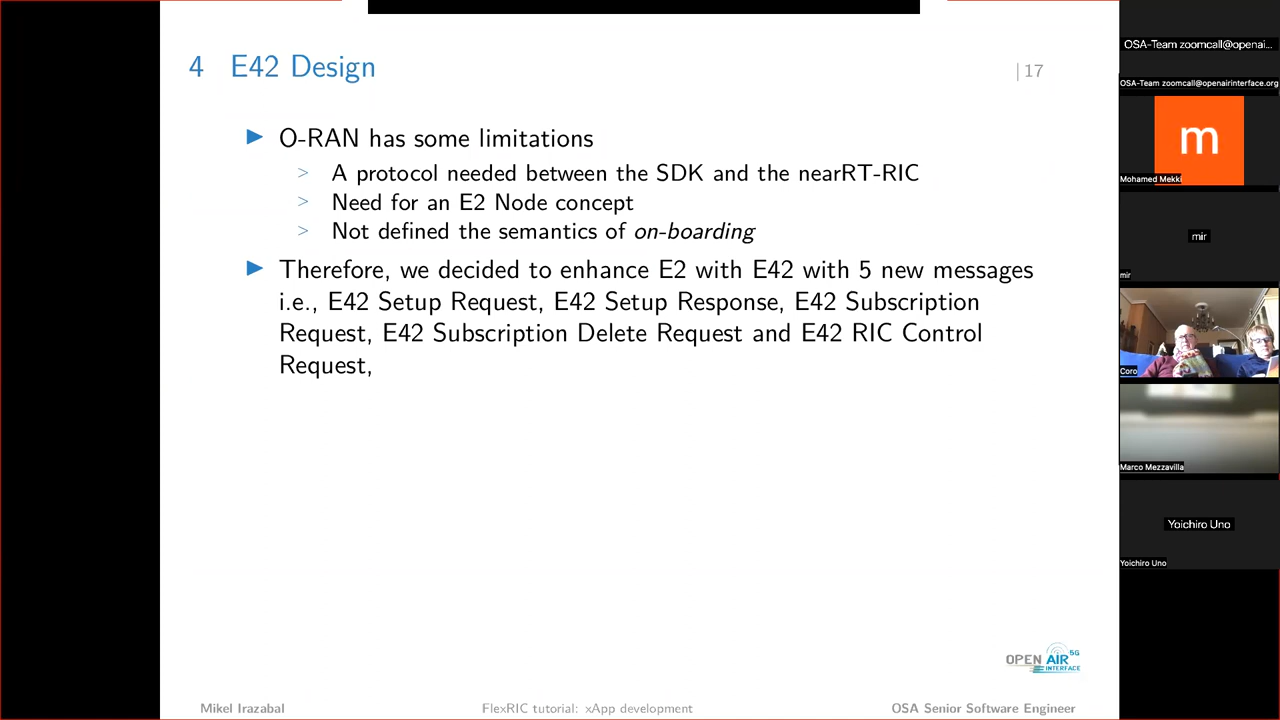 4 E42 Design
| 17
▶ O-RAN has some limitations
> A protocol needed between the SDK and the nearRT-RIC
> Need for an E2 Node concept
> Not defined the semantics of on-boarding
▶ Therefore, we decided to enhance E2 with E42 with 5 new messages
i.e., E42 Setup Request, E42 Setup Response, E42 Subscription
Request, E42 Subscription Delete Request and E42 RIC Control
Request,
OPEN AIR 5G
INTERFACE
Mikel Irazabal
FlexRIC tutorial: xApp development
OSA Senior Software Engineer
OSA-Team zoomcall@openai...
OSA-Team zoomcall@openairinterface.org
m
Mohamed Mekki
mir
mir
Coro
Marco Mezzavilla
Yoichiro Uno
Yoichiro Uno